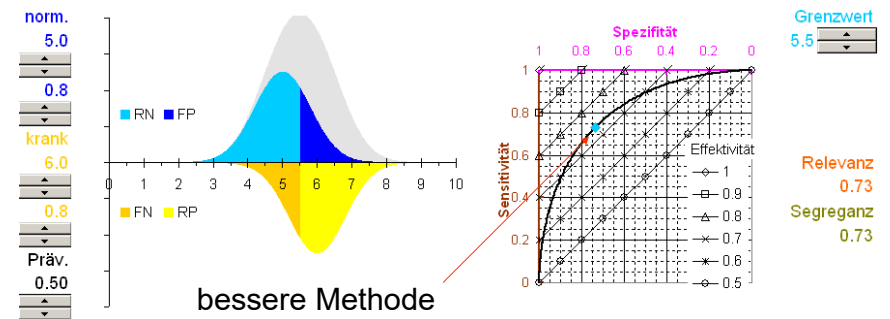 norm.
5.0
0.8
krank
6.0
0.8
Präv.
0.50
RN FP
FN RP
0 1 2 3 4 5 6 7 8 9 10
bessere Methode
Spezifität
1 0.8 0.6 0.4 0.2 0
Sensitivität
1
0.8
0.6
0.4
0.2
0
Effektivität
1
0.9
0.8
0.7
0.6
0.5
Grenzwert
5.5
Relevanz
0.73
Segreganz
0.73